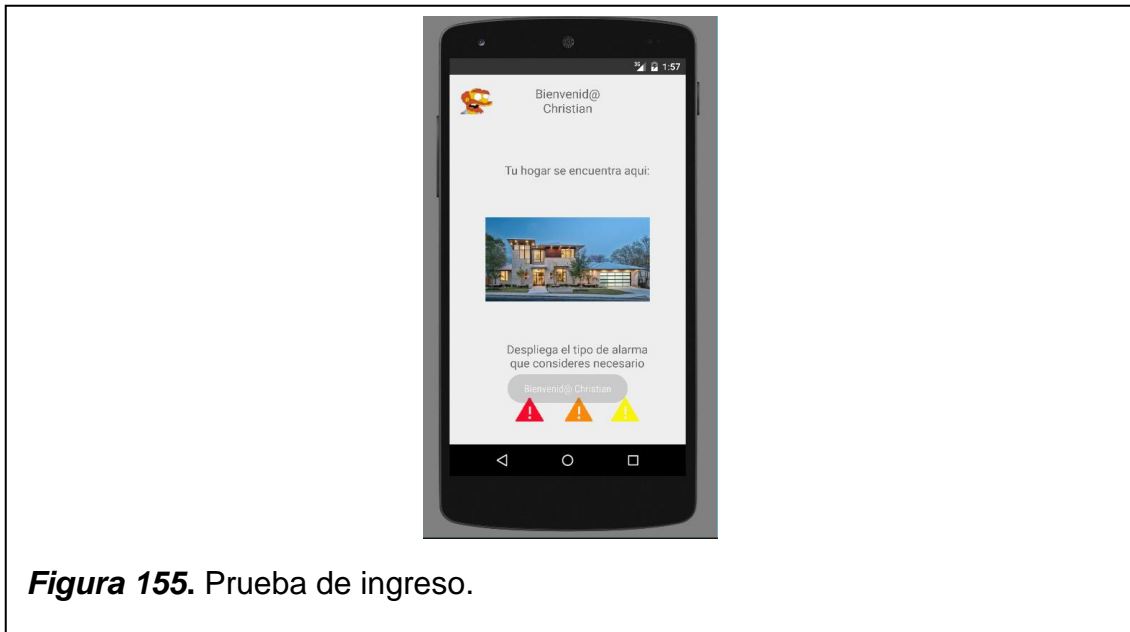 3G 1:57
Bienvenid@
Christian
Tu hogar se encuentra aqui:
Despliega el tipo de alarma
que consideres necesario
Bienvenid@ Christian
Figura 155. Prueba de ingreso.